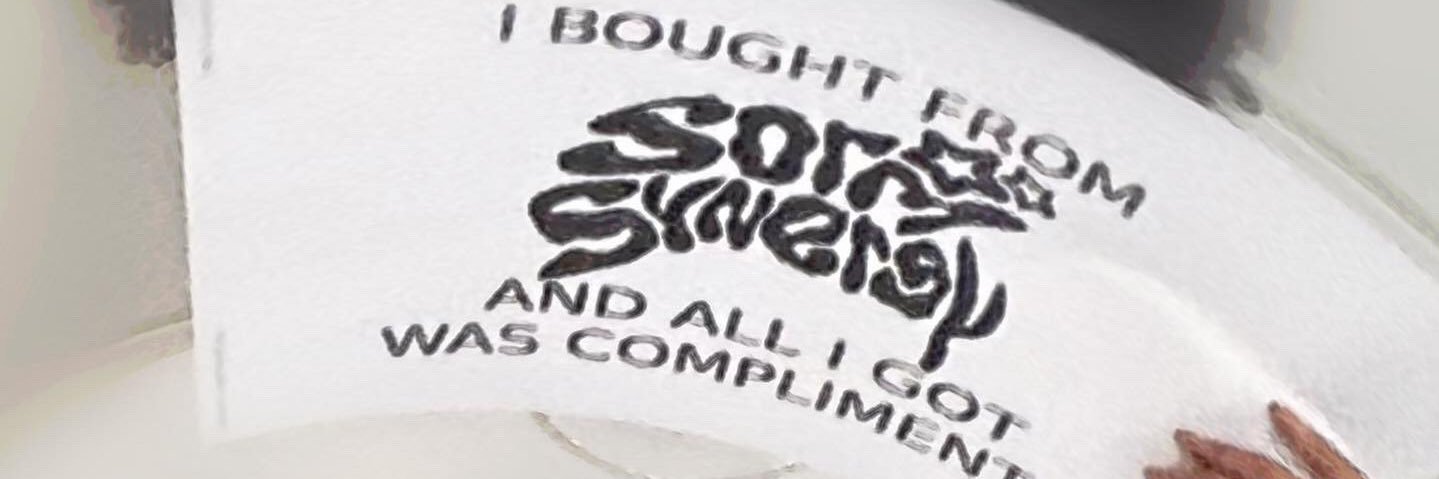 I BOUGHT FROM
Sora
Synergy
AND ALL I GOT
WAS COMPLIMENT